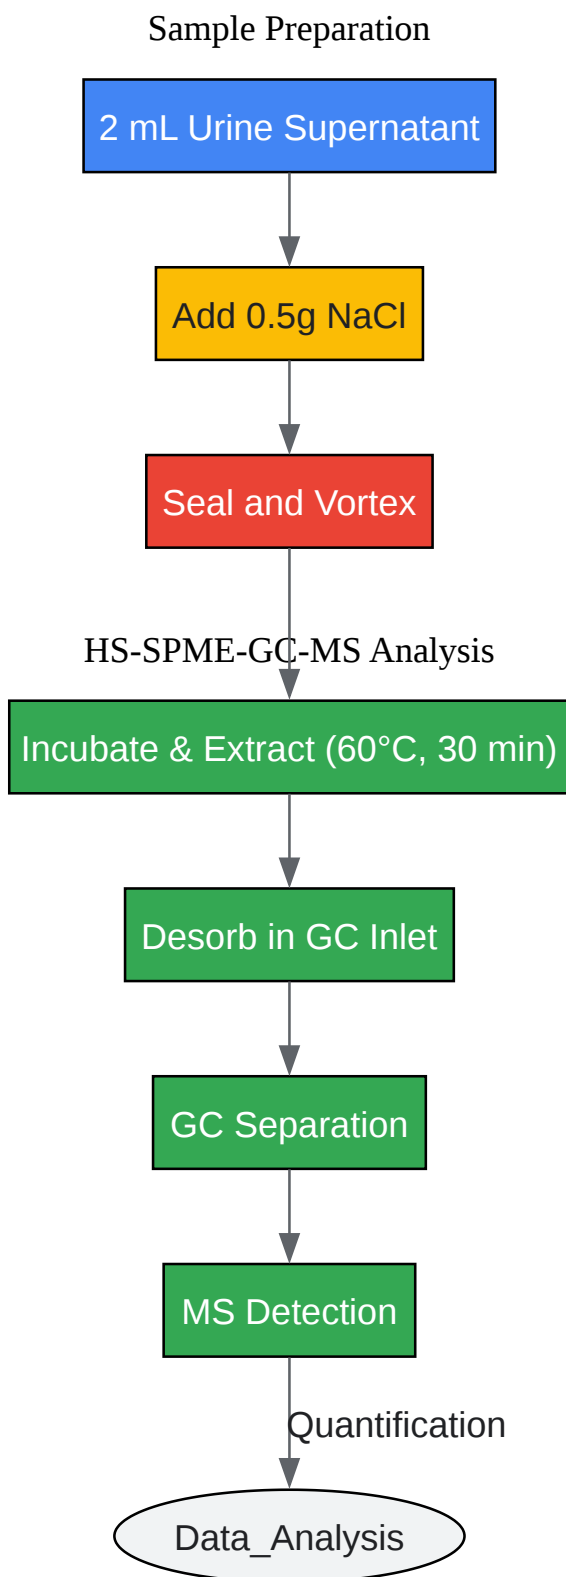 Sample Preparation
2 mL Urine Supernatant
Add 0.5g NaCl
Seal and Vortex
HS-SPME-GC-MS Analysis
Incubate & Extract (60°C, 30 min)
Desorb in GC Inlet
GC Separation
MS Detection
Quantification
Data_Analysis